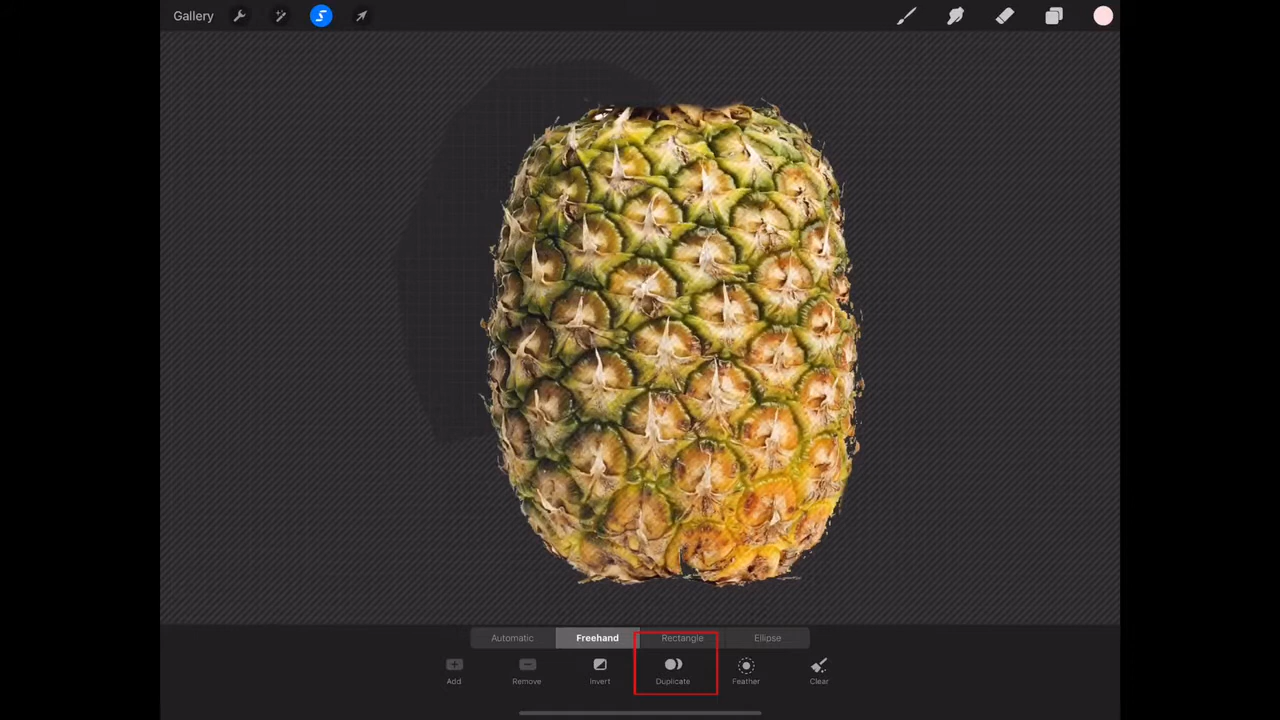 Gallery
Automatic Freehand Rectangle Ellipse
Add Remove Invert Duplicate Feather Clear